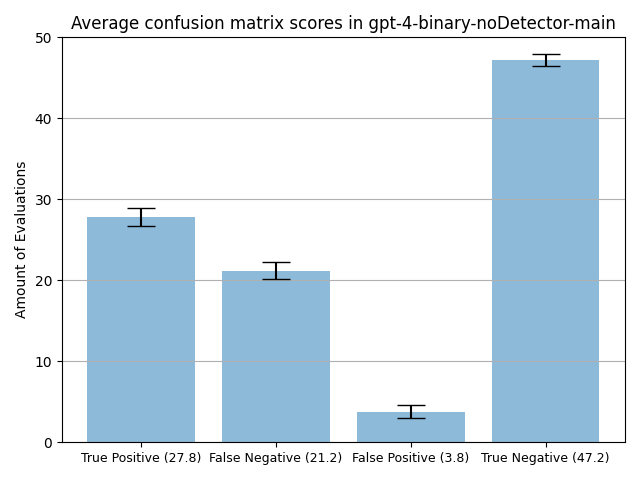 Average confusion matrix scores in gpt-4-binary-noDetector-main
50
40
30
20
10
0
Amount of Evaluations
True Positive (27.8)
False Negative (21.2)
False Positive (3.8)
True Negative (47.2)